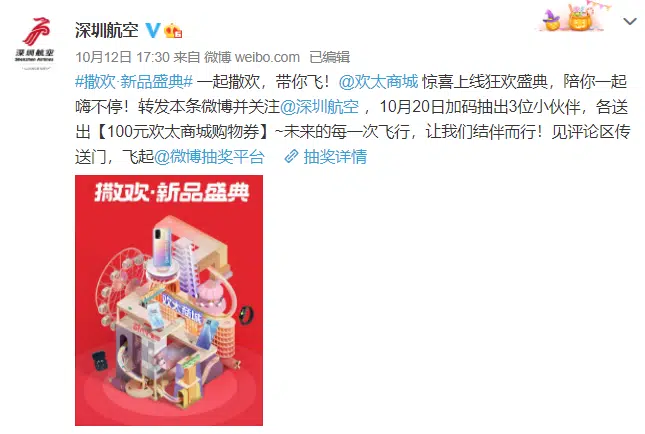 深圳航空
深圳航空
Shenzhen Airlines
10月12日 17:30 来自 微博 weibo.com 已编辑
#撒欢·新品盛典# 一起撒欢，带你飞！@欢太商城 惊喜上线狂欢盛典，陪你一起
嗨不停！转发本条微博并关注@深圳航空 ，10月20日加码抽出3位小伙伴，各送
出【100元欢太商城购物券】~未来的每一次飞行，让我们结伴而行！见评论区传
送门，飞起@微博抽奖平台 抽奖详情
撒欢·新品盛典
欢太商城